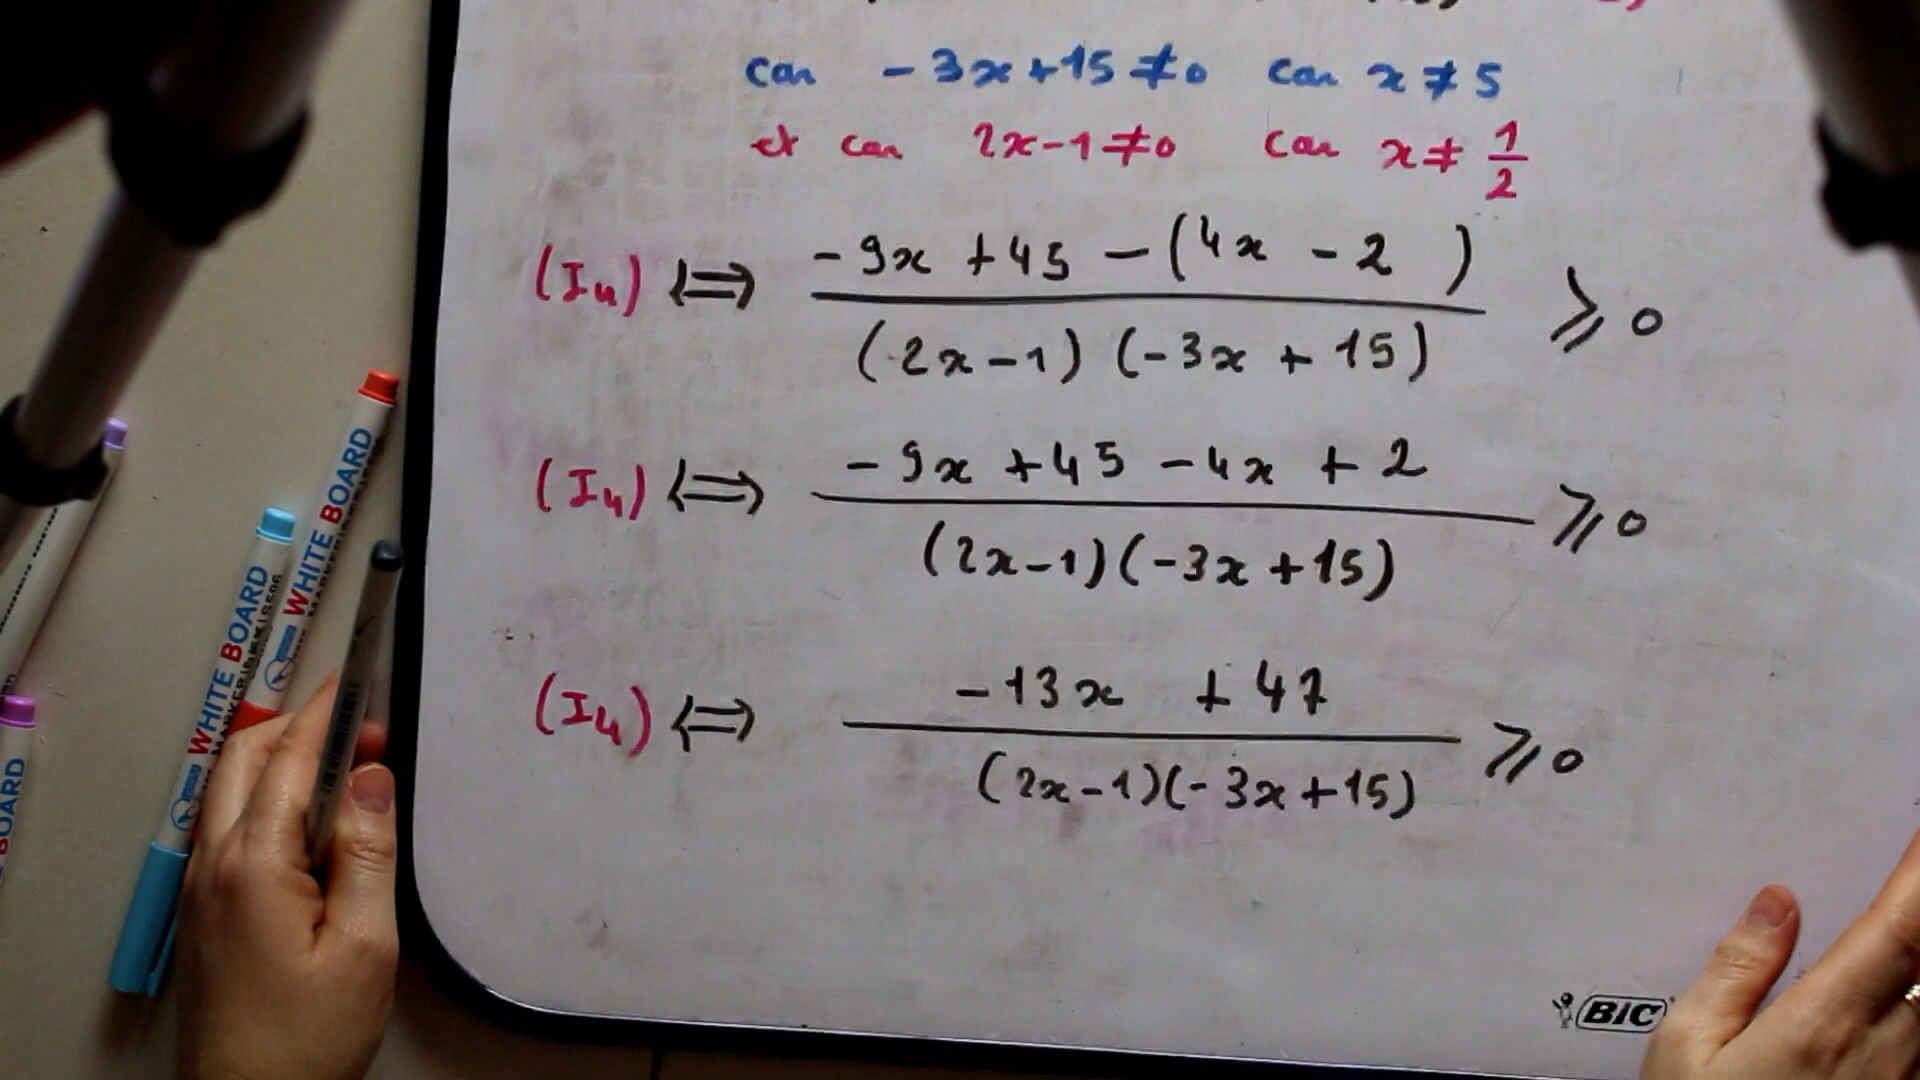 car -3x+15≠0 car x≠5
et car 2x-1≠0 car x≠ 1/2
(I4) ⟺ (-9x +45 -(4x -2 ))/((2x-1)(-3x+15)) ⩾0
(I4) ⟺ (-9x +45 -4x +2)/((2x-1)(-3x+15)) ⩾0
(I4) ⟺ (-13x +47)/((2x-1)(-3x+15)) ⩾0
WHITE BOARD
WHITE BOARD
BOARD
BIC